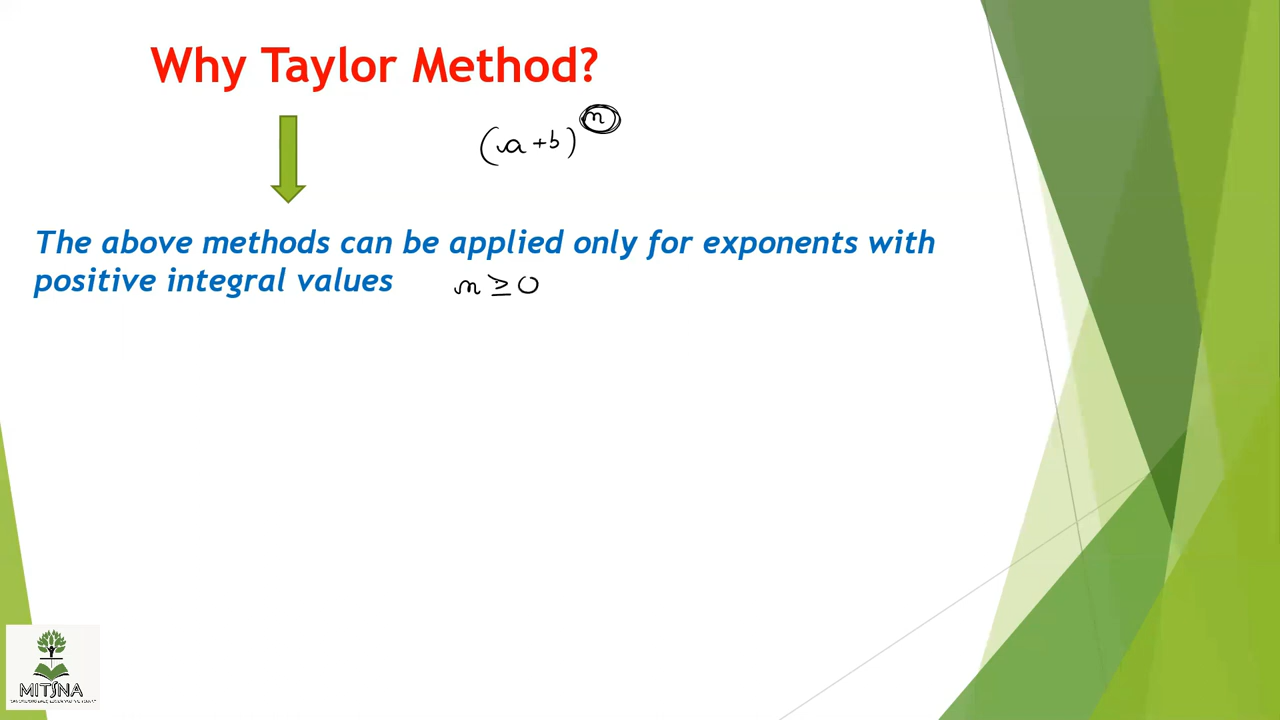 Why Taylor Method?
(a+b)^n
The above methods can be applied only for exponents with
positive integral values n ≥ 0
MITSNA